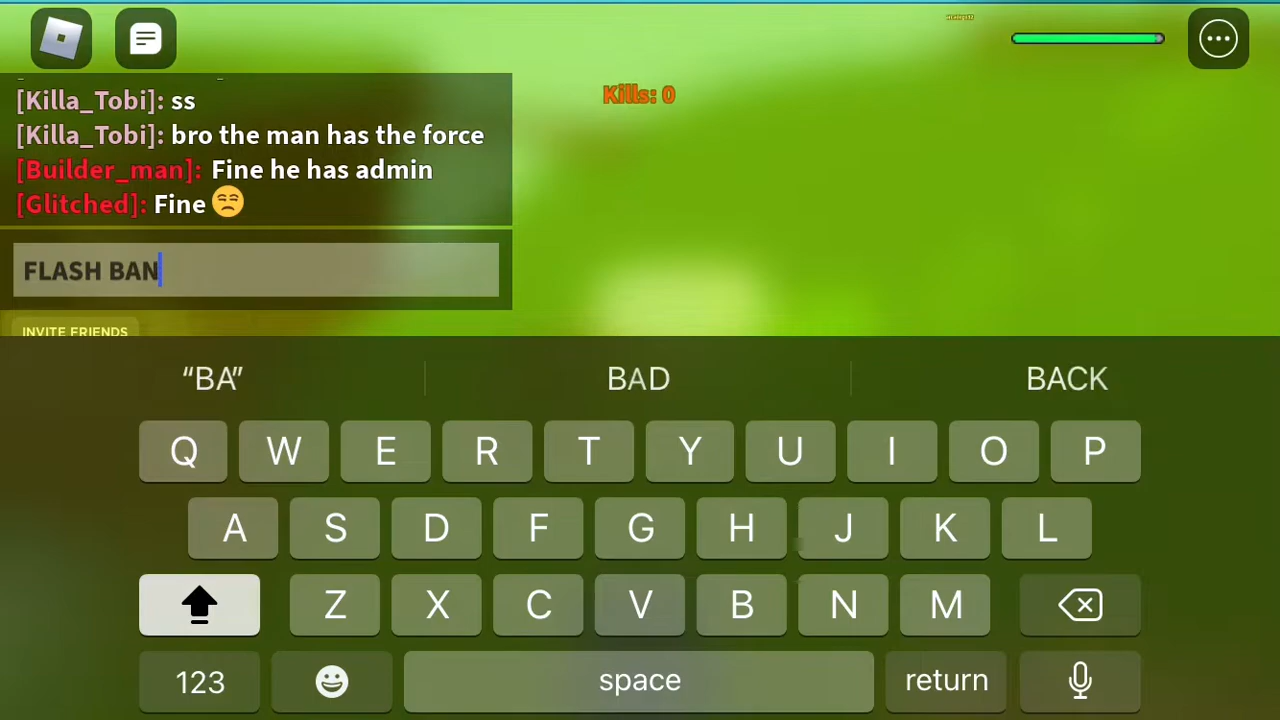 Kills: 0
[Killa_Tobi]: ss
[Killa_Tobi]: bro the man has the force
[Builder_man]: Fine he has admin
[Glitched]: Fine 😒
FLASH BAN
INVITE FRIENDS
“BA” BAD BACK
Q W E R T Y U I O P
A S D F G H J K L
Z X C V B N M
123 space return